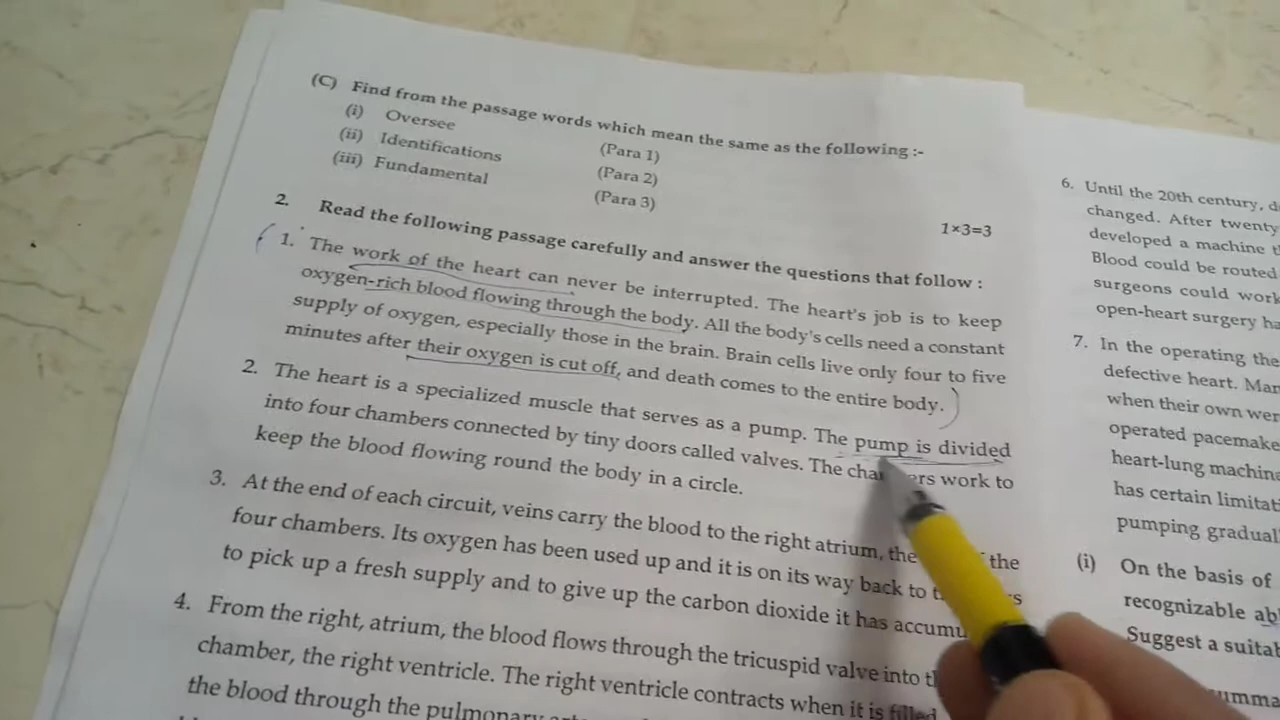 (C) Find from the passage words which mean the same as the following :-
(i) Oversee (Para 1)
(ii) Identifications (Para 2)
(iii) Fundamental (Para 3)
1×3=3
2. Read the following passage carefully and answer the questions that follow :
1. The work of the heart can never be interrupted. The heart's job is to keep
oxygen-rich blood flowing through the body. All the body's cells need a constant
supply of oxygen, especially those in the brain. Brain cells live only four to five
minutes after their oxygen is cut off, and death comes to the entire body.
2. The heart is a specialized muscle that serves as a pump. The pump is divided
into four chambers connected by tiny doors called valves. The work to
keep the blood flowing round the body in a circle.
3. At the end of each circuit, veins carry the blood to the right atrium, the the
four chambers. Its oxygen has been used up and it is on its way back to
to pick up a fresh supply and to give up the carbon dioxide it has
4. From the right, atrium, the blood flows through the tricuspid valve into
chamber, the right ventricle. The right ventricle contracts when it is filled
the blood through the
6. Until the 20th century,
changed. After twenty
developed a machine
Blood could be routed
surgeons could work
open-heart surgery
7. In the operating
defective heart.
when their own
operated
heart-lung
has certain
pumping
(i) On the basis of
recognizable
Suggest a